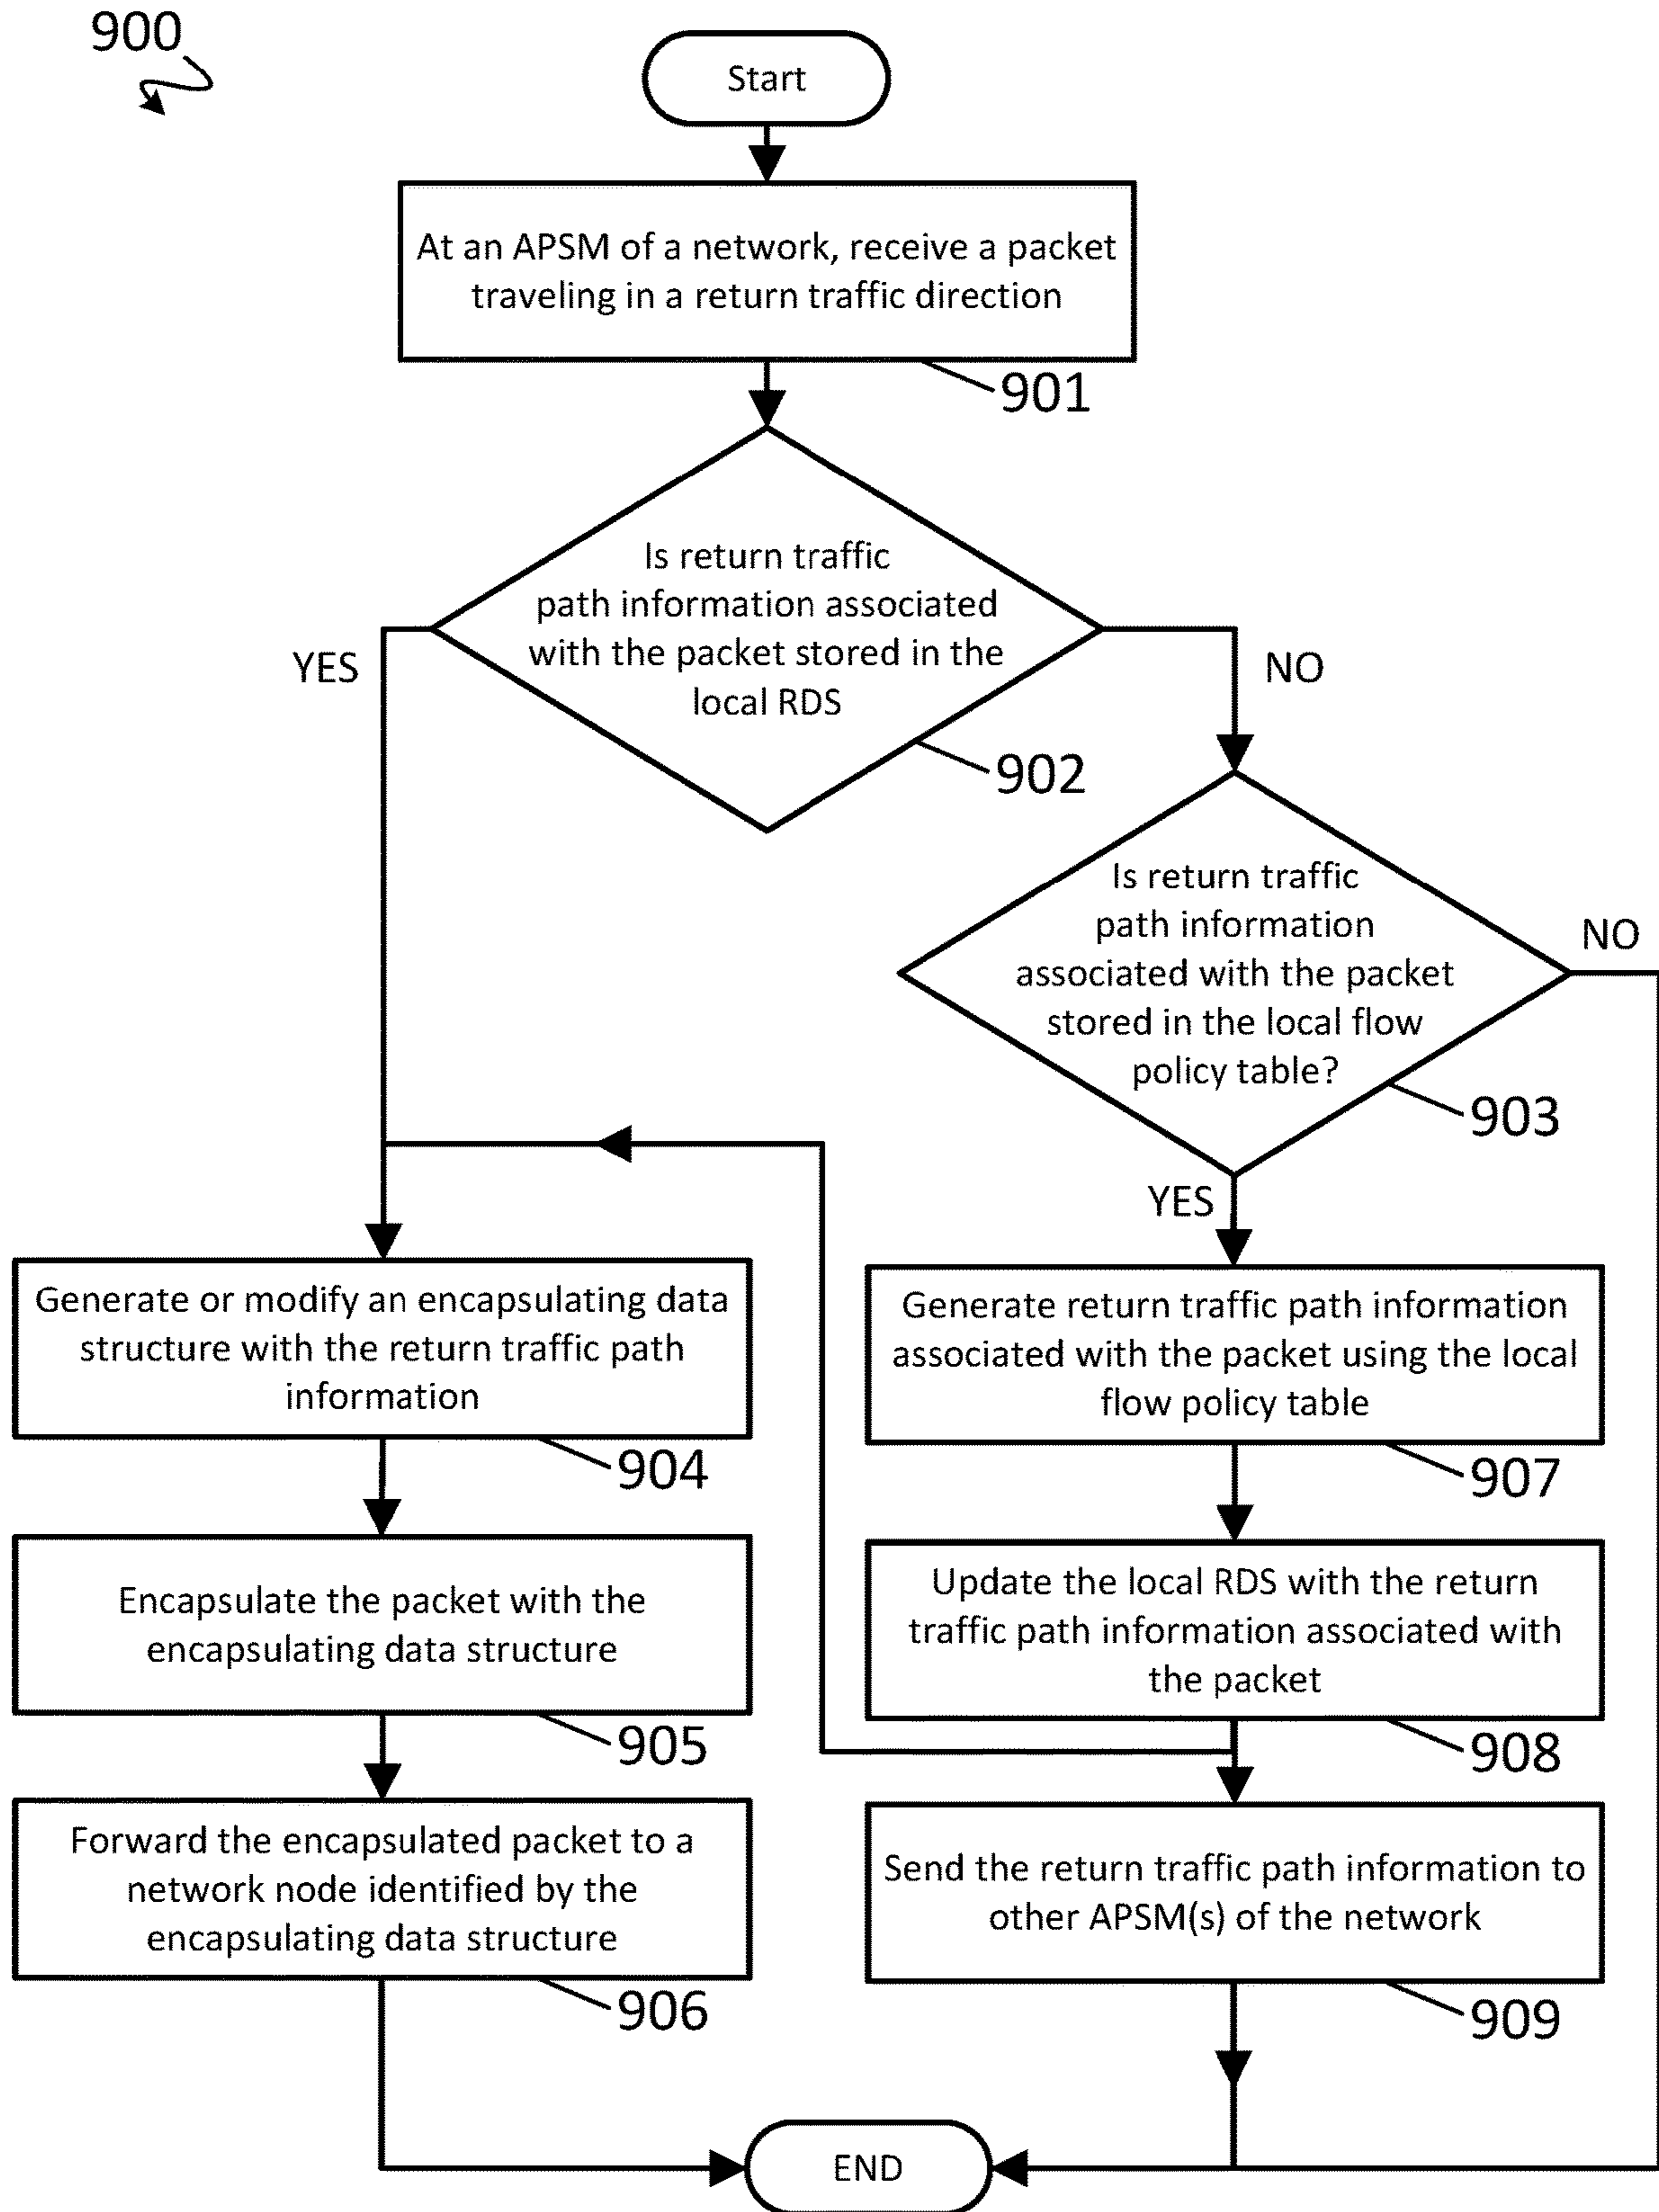 900
Start
At an APSM of a network, receive a packet
traveling in a return traffic direction
901
Is return traffic
path information associated
with the packet stored in the
local RDS
902
YES
NO
Is return traffic
path information
associated with the packet
stored in the local flow
policy table?
903
NO
YES
Generate or modify an encapsulating data
structure with the return traffic path
information
904
Encapsulate the packet with the
encapsulating data structure
905
Forward the encapsulated packet to a
network node identified by the
encapsulating data structure
906
Generate return traffic path information
associated with the packet using the local
flow policy table
907
Update the local RDS with the return
traffic path information associated with
the packet
908
Send the return traffic path information to
other APSM(s) of the network
909
END